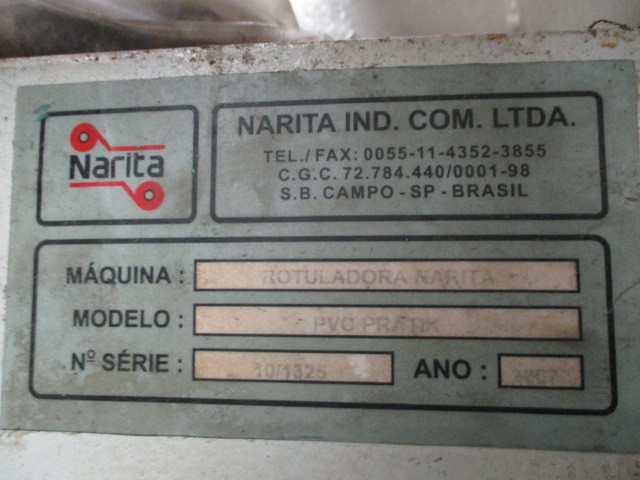 Narita
NARITA IND. COM. LTDA.
TEL./ FAX: 0055-11-4352-3855
C.G.C. 72.784.440/0001-98
S.B. CAMPO - SP - BRASIL
MÁQUINA : ROTULADORA NARITA
MODELO : PVC PRATIK
Nº SÉRIE : 10/1325 ANO :